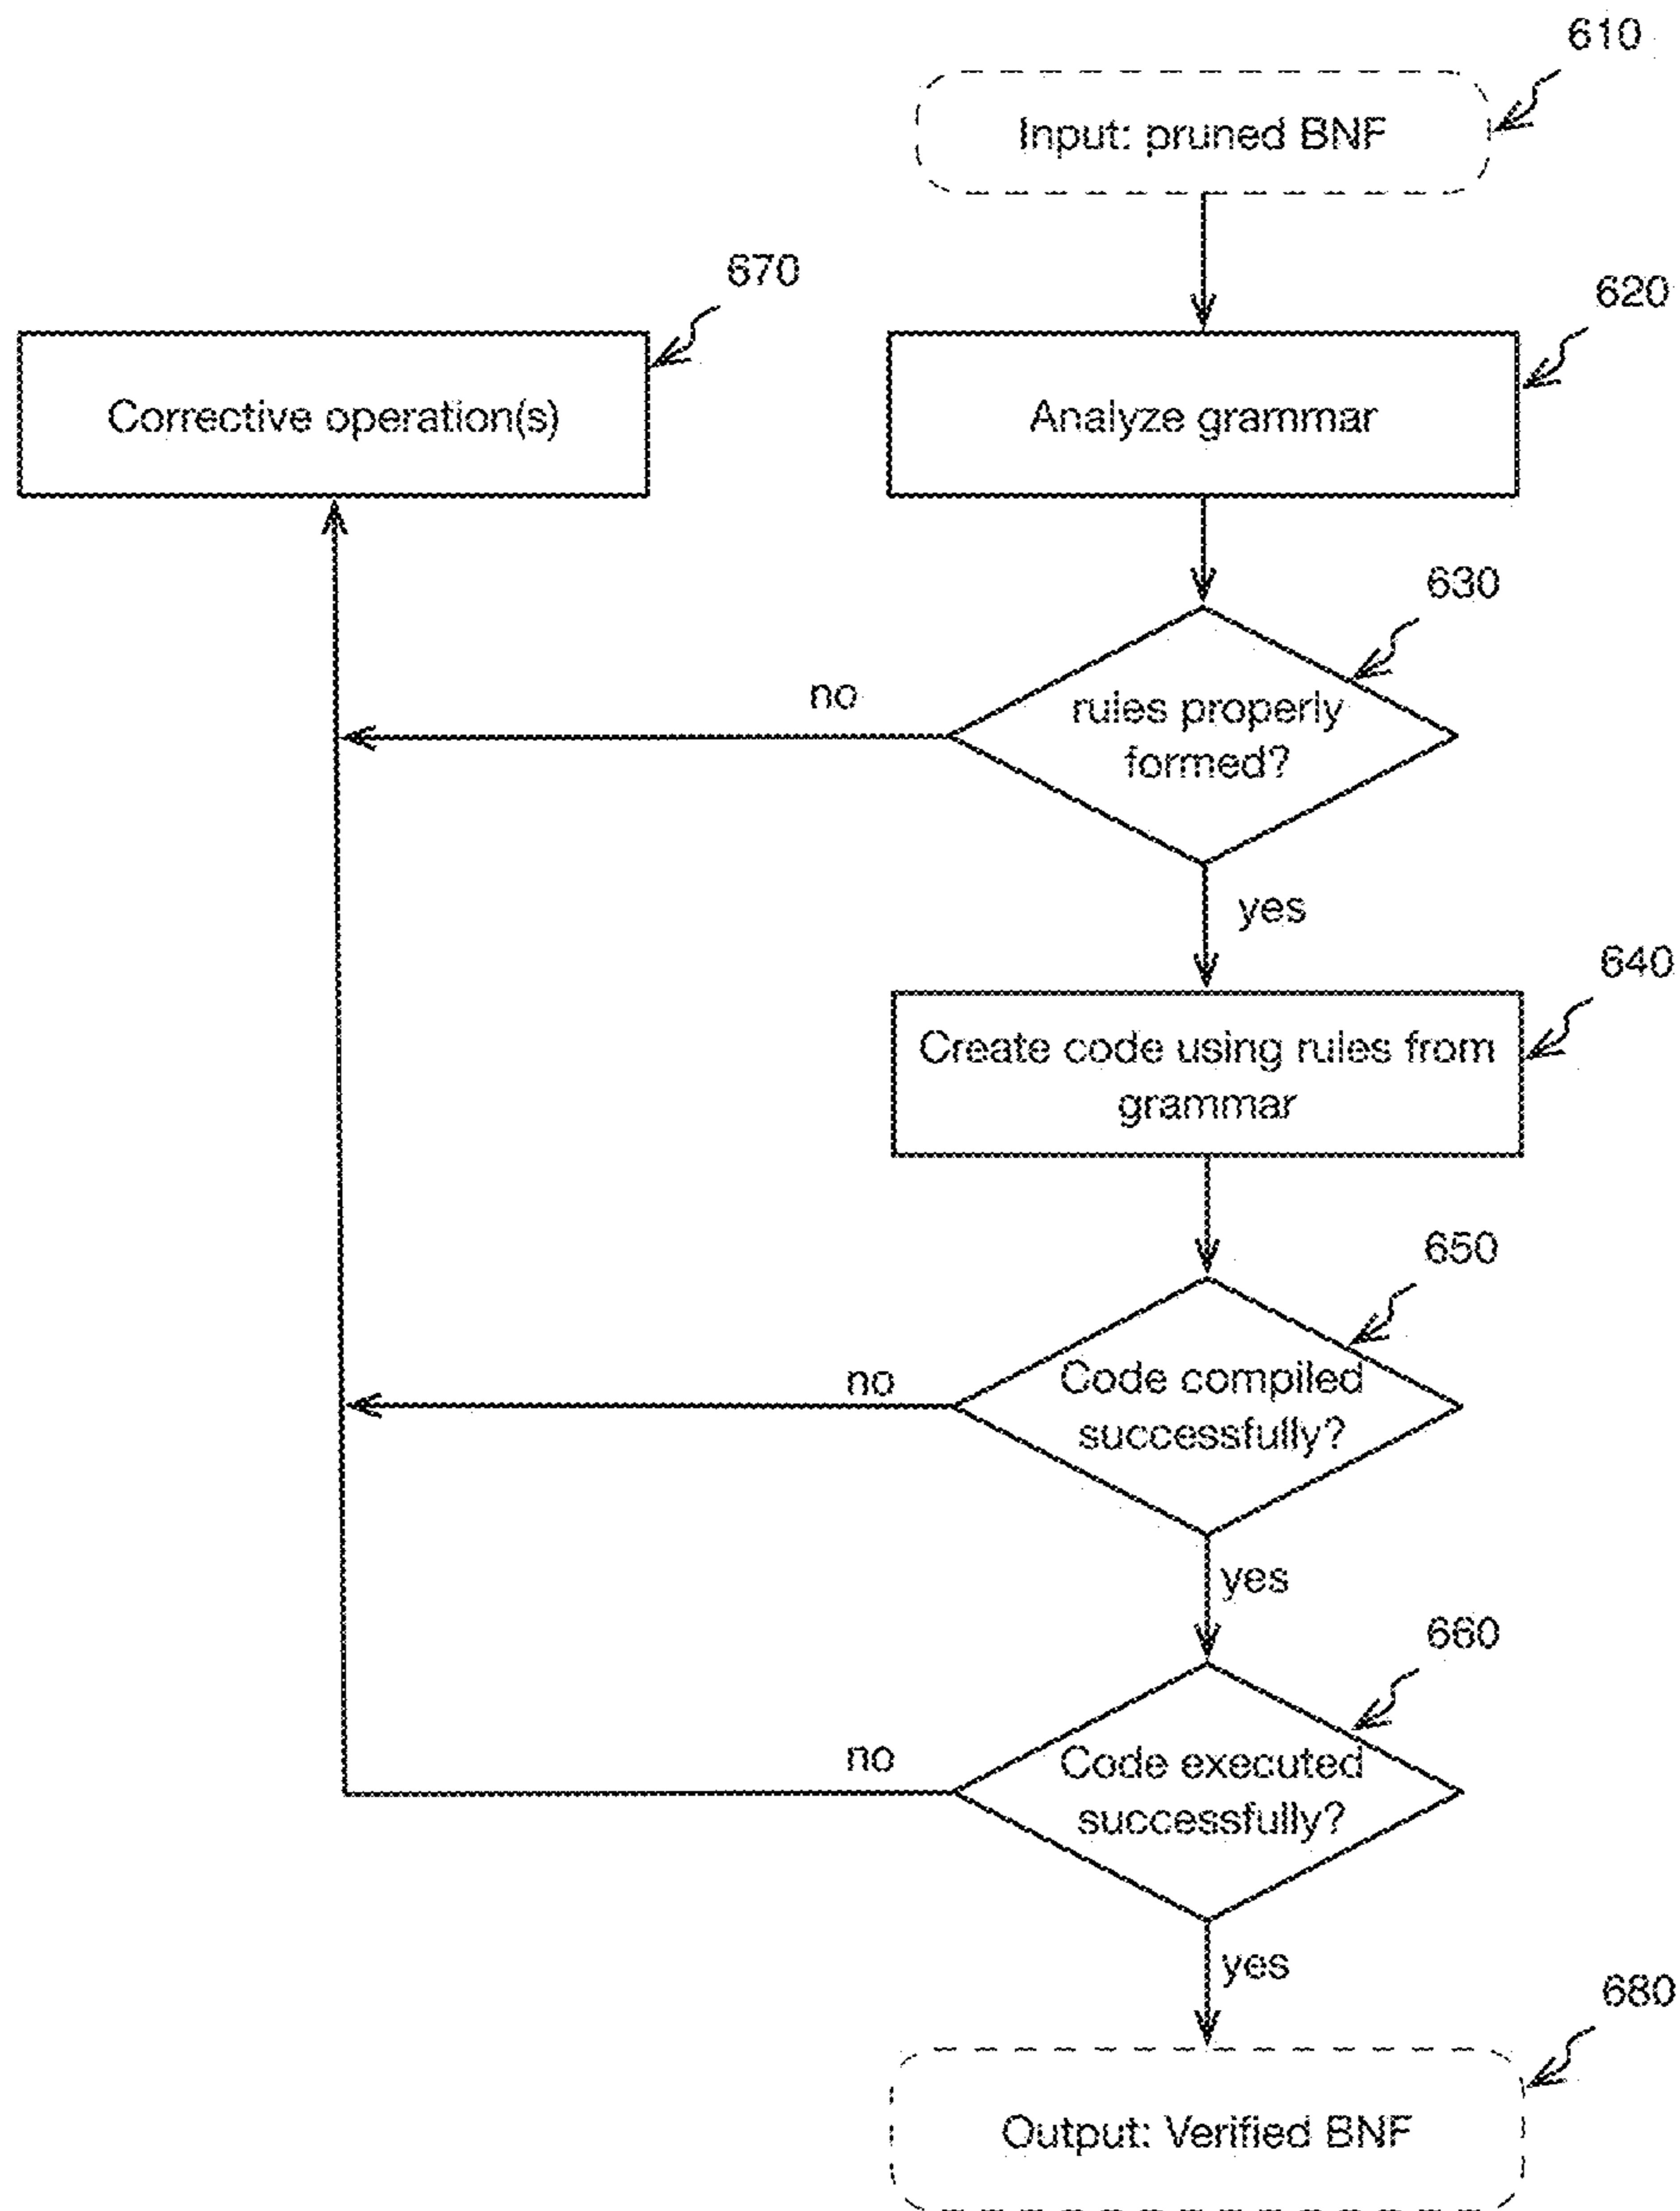 610
Input: pruned BNF
670
620
Corrective operation(s)
Analyze grammar
630
no
rules properly
formed?
yes
640
Create code using rules from
grammar
650
no
Code compiled
successfully?
yes
660
no
Code executed
successfully?
yes
680
Output: Verified BNF